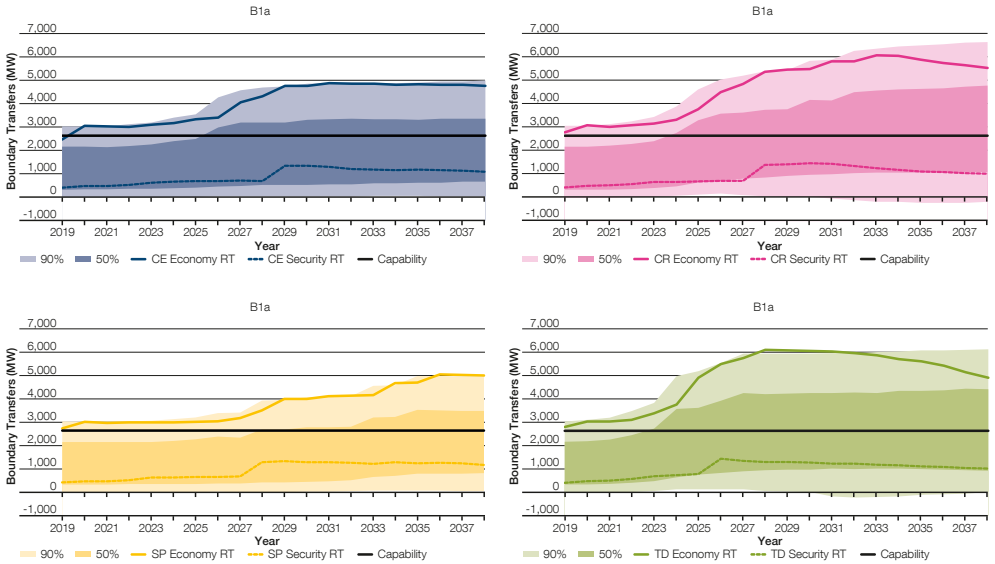 B1a
Boundary Transfers (MW)
7,000
6,000
5,000
4,000
3,000
2,000
1,000
0
-1,000
2019 2021 2023 2025 2027 2029 2031 2033 2035 2037
Year
90% 50% CE Economy RT CE Security RT Capability
B1a
Boundary Transfers (MW)
7,000
6,000
5,000
4,000
3,000
2,000
1,000
0
-1,000
2019 2021 2023 2025 2027 2029 2031 2033 2035 2037
Year
90% 50% CR Economy RT CR Security RT Capability
B1a
Boundary Transfers (MW)
7,000
6,000
5,000
4,000
3,000
2,000
1,000
0
-1,000
2019 2021 2023 2025 2027 2029 2031 2033 2035 2037
Year
90% 50% SP Economy RT SP Security RT Capability
B1a
Boundary Transfers (MW)
7,000
6,000
5,000
4,000
3,000
2,000
1,000
0
-1,000
2019 2021 2023 2025 2027 2029 2031 2033 2035 2037
Year
90% 50% TD Economy RT TD Security RT Capability